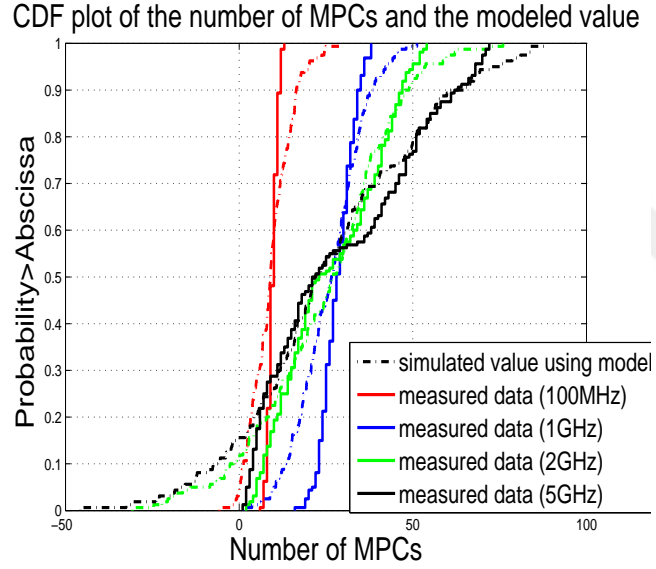 CDF plot of the number of MPCs and the modeled value
Probability>Abscissa
1
0.9
0.8
0.7
0.6
0.5
0.4
0.3
0.2
0.1
0
−50
0
50
100
Number of MPCs
simulated value using model
measured data (100MHz)
measured data (1GHz)
measured data (2GHz)
measured data (5GHz)